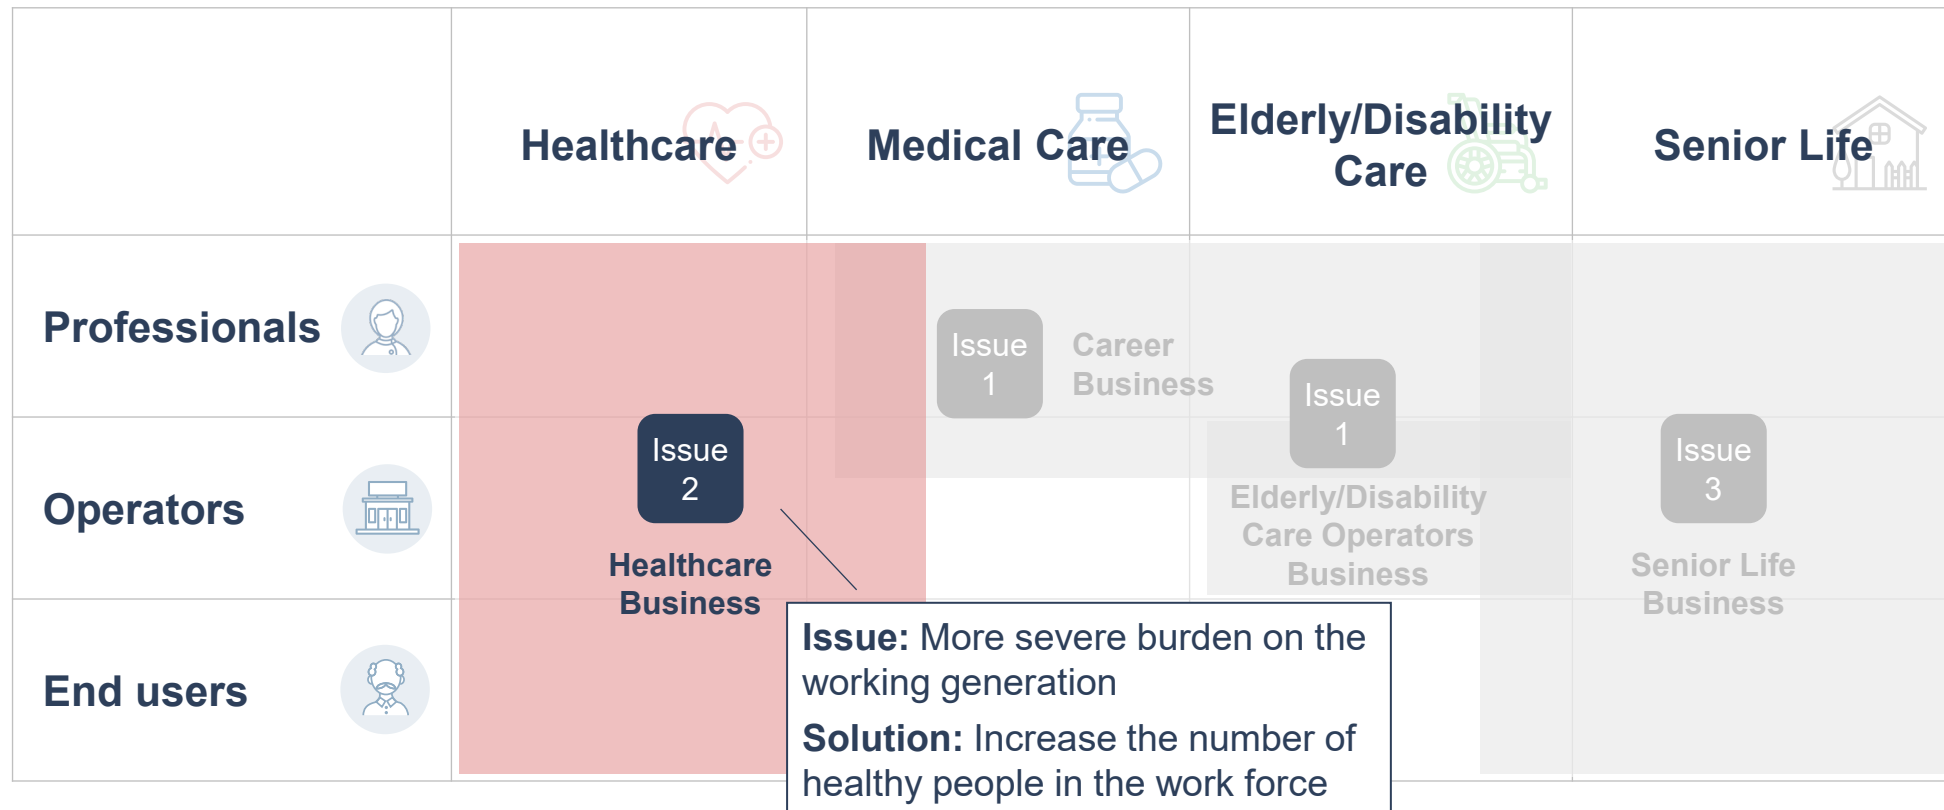 Healthcare
Medical Care
Elderly/Disability
Care
Senior Life
Professionals
Issue
1
Career
Business
Issue
1
Operators
Issue
2
Healthcare
Business
Elderly/Disability
Care Operators
Business
Issue
3
Senior Life
Business
End users
Issue: More severe burden on the
working generation
Solution: Increase the number of
healthy people in the work force